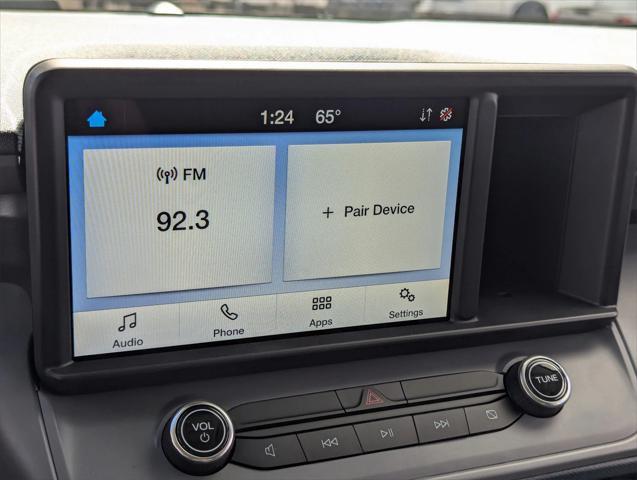 1:24 65°
FM
92.3
+ Pair Device
Audio
Phone
Apps
Settings
VOL
TUNE